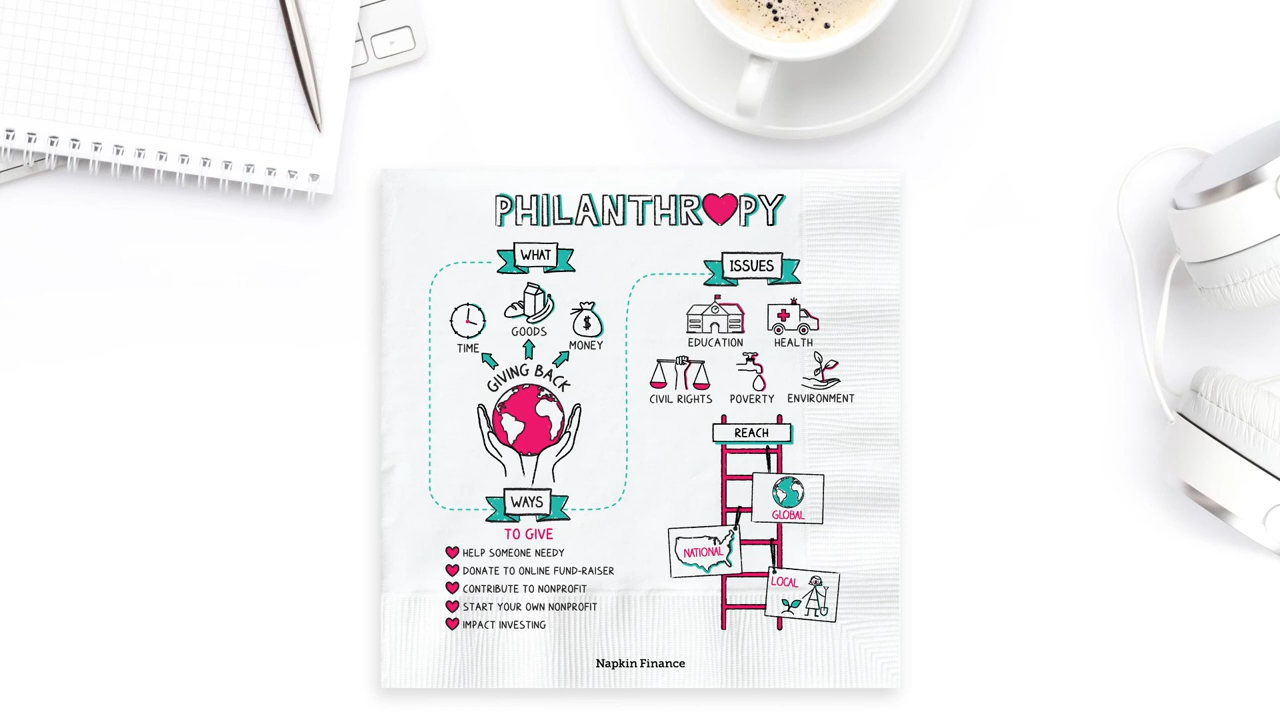 PHILANTHROPY
WHAT
TIME
GOODS
MONEY
GIVING BACK
WAYS
TO GIVE
HELP SOMEONE NEEDY
DONATE TO ONLINE FUND-RAISER
CONTRIBUTE TO NONPROFIT
START YOUR OWN NONPROFIT
IMPACT INVESTING
ISSUES
EDUCATION
HEALTH
CIVIL RIGHTS
POVERTY
ENVIRONMENT
REACH
GLOBAL
NATIONAL
LOCAL
Napkin Finance